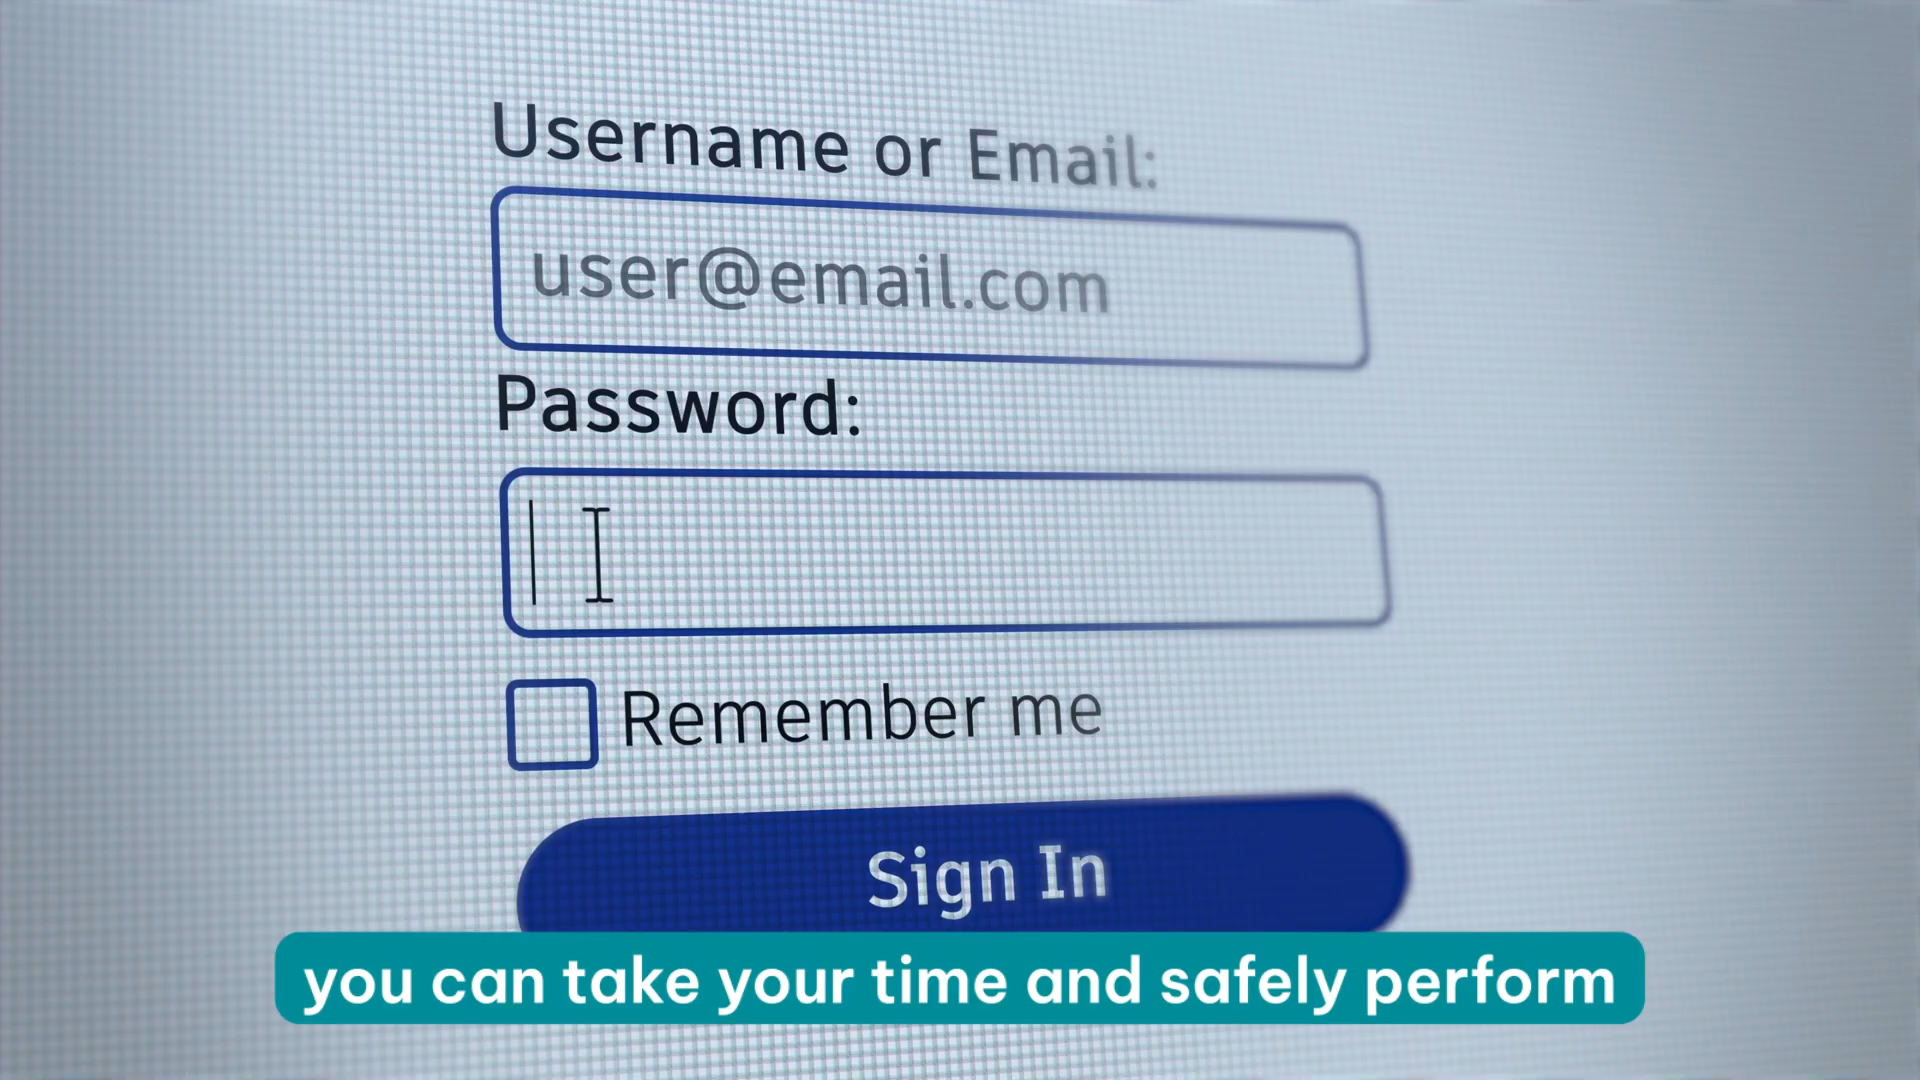 Username or Email:
user@email.com
Password:
Remember me
Sign In
you can take your time and safely perform